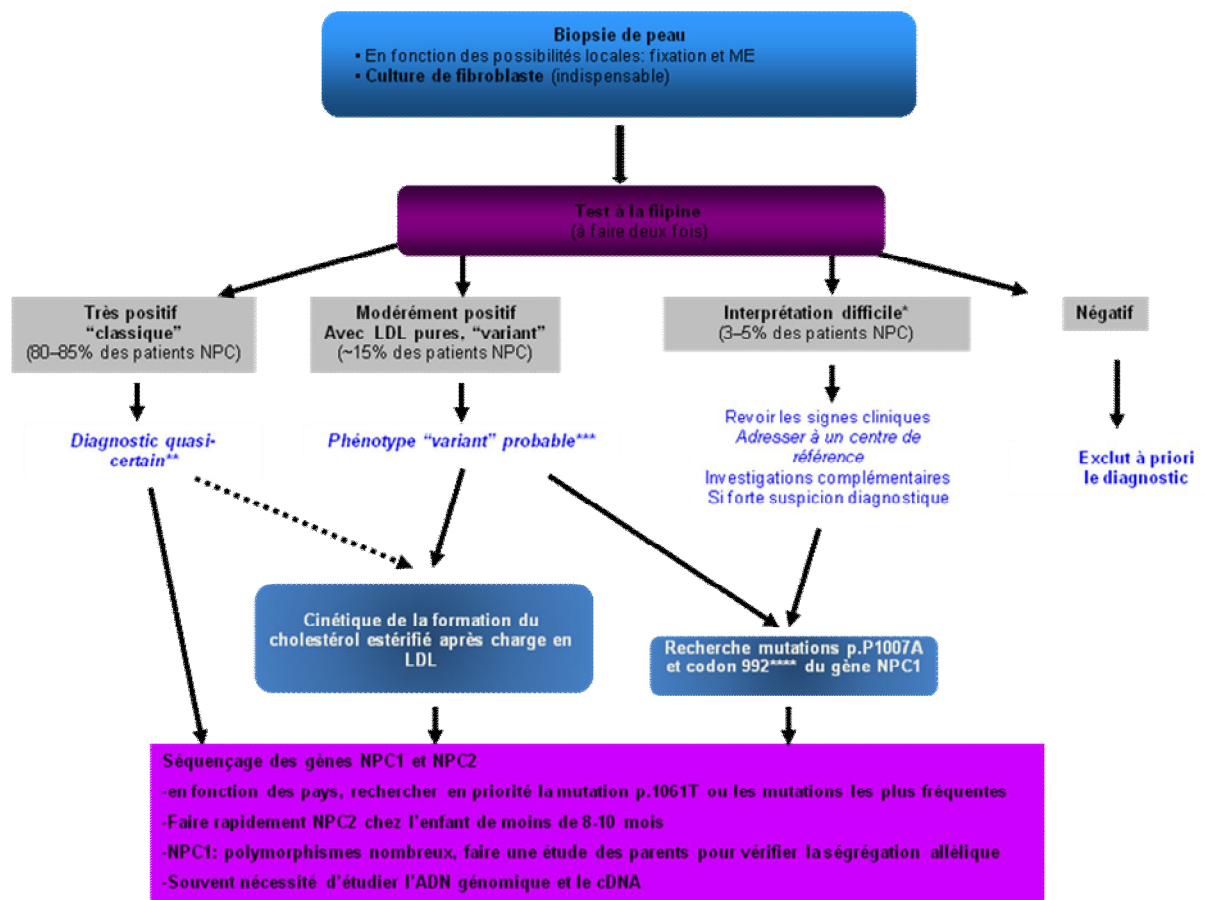 Biopsie de peau
▪ En fonction des possibilités locales: fixation et ME
▪ Culture de fibroblaste (indispensable)
Test à la fiipine
(à faire deux fois)
Très positif
“classique”
(80–85% des patients NPC)
Modérément positif
Avec LDL pures, “variant”
(~15% des patients NPC)
Interprétation difficile*
(3–5% des patients NPC)
Négatif
Diagnostic quasi-
certain**
Phénotype “variant” probable***
Revoir les signes cliniques
Adresser à un centre de
référence
Investigations complémentaires
Si forte suspicion diagnostique
Exclut à priori
le diagnostic
Cinétique de la formation du
cholestérol estérifié après charge en
LDL
Recherche mutations p.P1007A
et codon 992**** du gène NPC1
Séquençage des gènes NPC1 et NPC2
-en fonction des pays, rechercher en priorité la mutation p.1061T ou les mutations les plus fréquentes
-Faire rapidement NPC2 chez l’enfant de moins de 8-10 mois
-NPC1: polymorphismes nombreux, faire une étude des parents pour vérifier la ségrégation allélique
-Souvent nécessité d’étudier l’ADN génomique et le cDNA